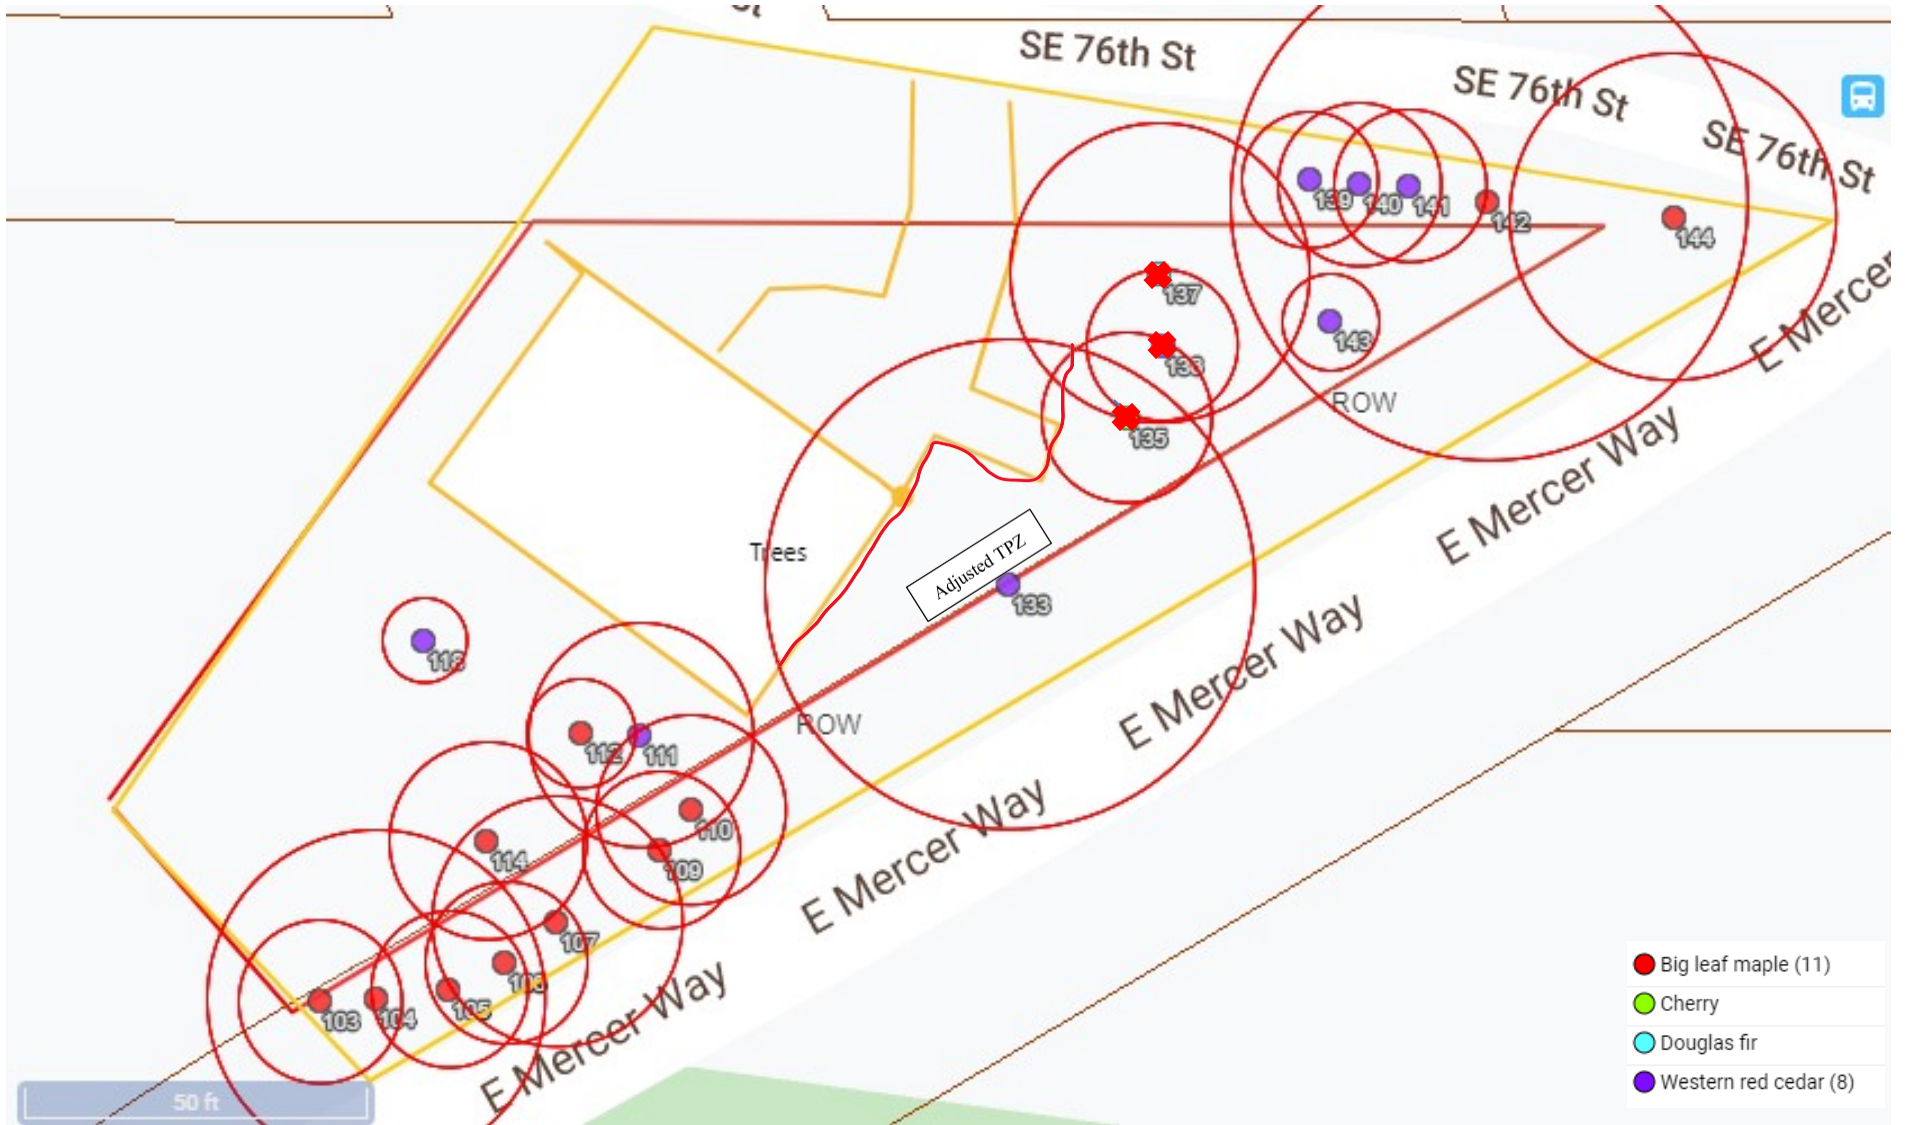 St
SE 76th St
SE 76th St
SE 76th St
139
140
141
142
144
137
E Mercer
143
ROW
135
E Mercer Way
Trees
Adjusted TPZ
133
E Mercer Way
118
ROW
112
111
E Mercer Way
110
114
109
107
106
105
103
104
E Mercer Way
50 ft
Big leaf maple (11)
Cherry
Douglas fir
Western red cedar (8)